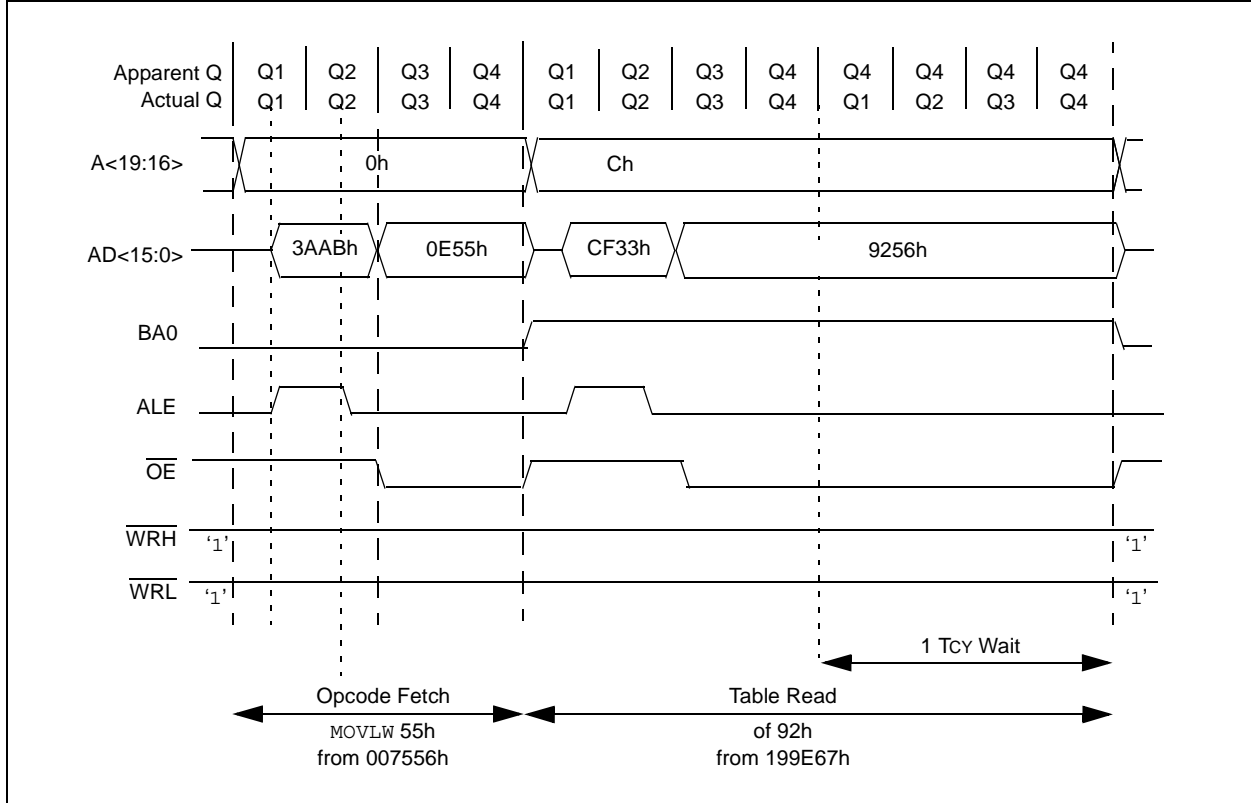 Apparent Q Q1 Q2 Q3 Q4 Q1 Q2 Q3 Q4 Q4 Q4 Q4 Q4
Actual Q Q1 Q2 Q3 Q4 Q1 Q2 Q3 Q4 Q1 Q2 Q3 Q4
A<19:16> 0h Ch
AD<15:0> 3AABh 0E55h CF33h 9256h
BA0
ALE
OE
WRH ‘1’ ‘1’
WRL ‘1’ ‘1’
1 TCY Wait
Opcode Fetch Table Read
MOVLW 55h of 92h
from 007556h from 199E67h